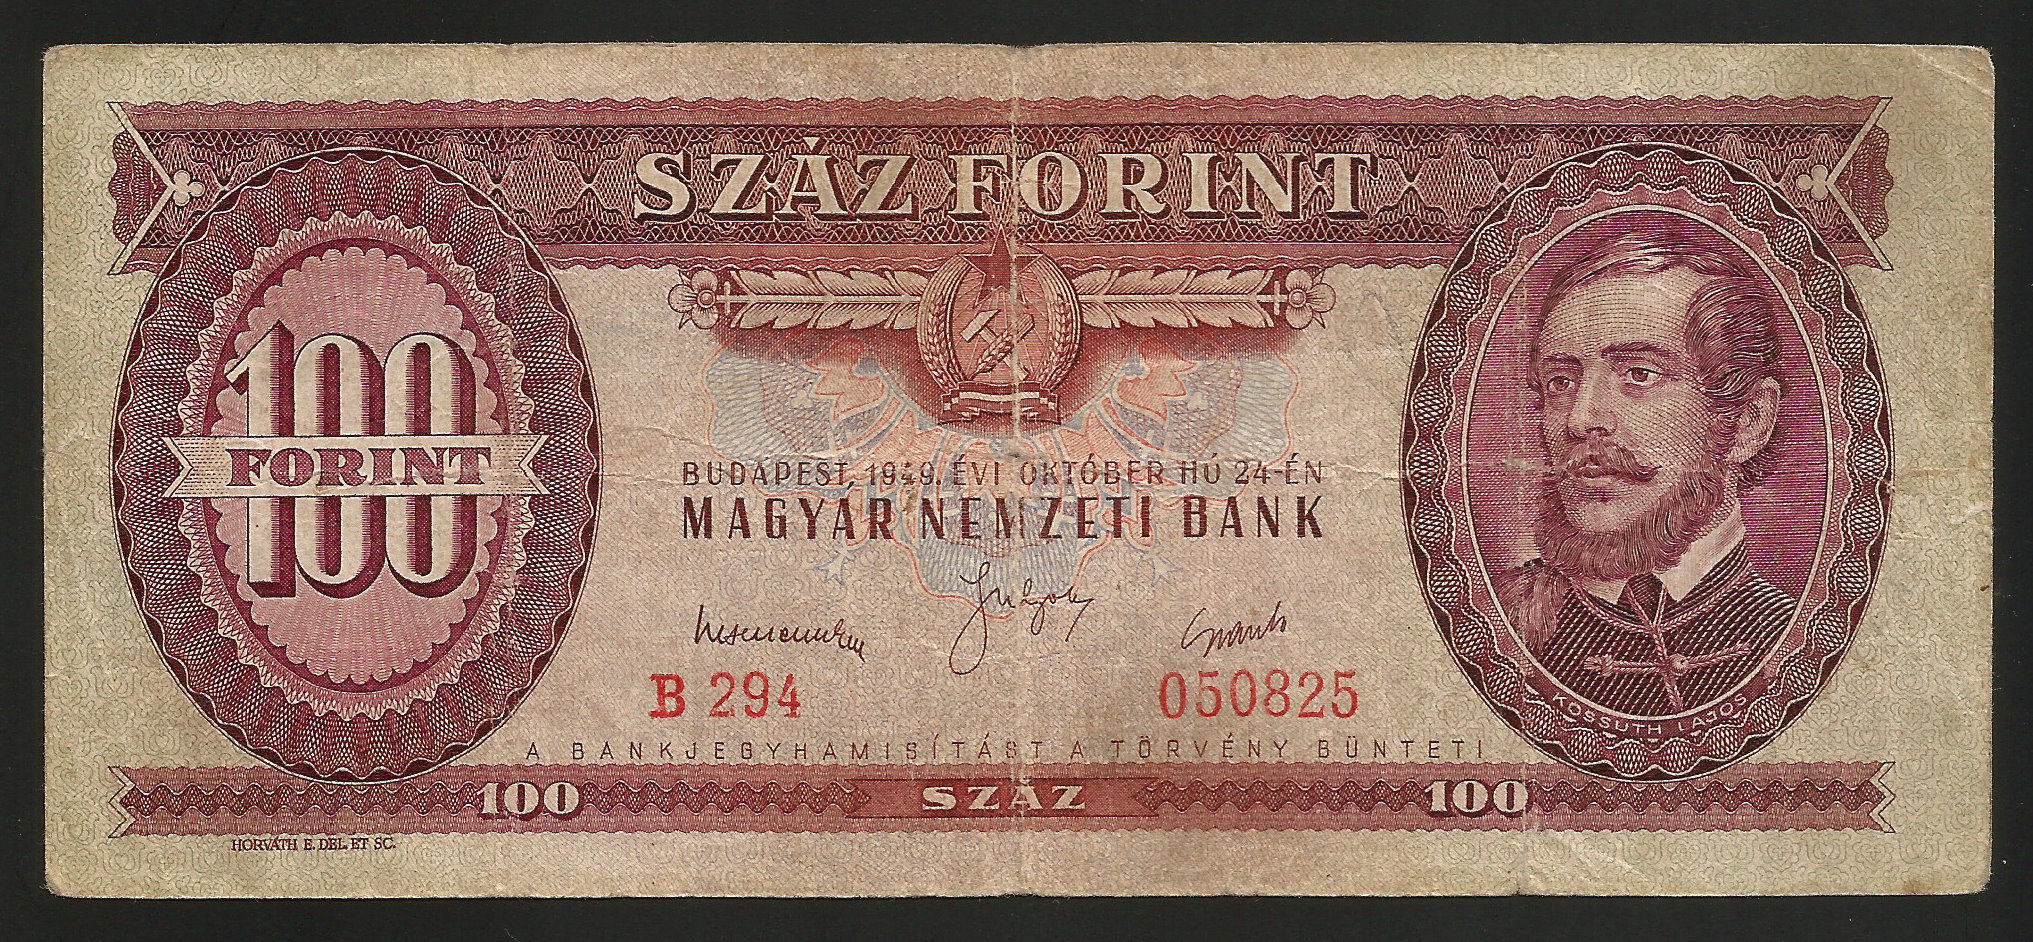 SZÁZ FORINT
100
FORINT
BUDAPEST, 1949. ÉVI OKTÓBER HÓ 24-ÉN
MAGYAR NEMZETI BANK
B 294
050825
KOSSUTH LAJOS
A BANKJEGYHAMISÍTÁST A TÖRVÉNY BÜNTETI
100
SZÁZ
100
HORVÁTH E. DEL. ET SC.